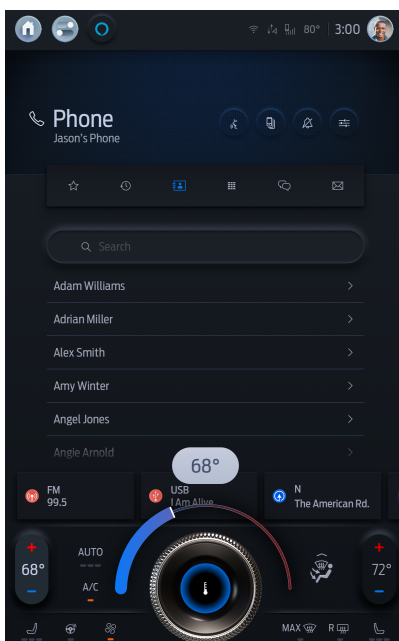 80° 3:00
Phone
Jason's Phone
Search
Adam Williams
Adrian Miller
Alex Smith
Amy Winter
Angel Jones
Angie Arnold
68°
FM
99.5
USB
I Am Alive
N
The American Rd.
AUTO
68°
72°
A/C
MAX R